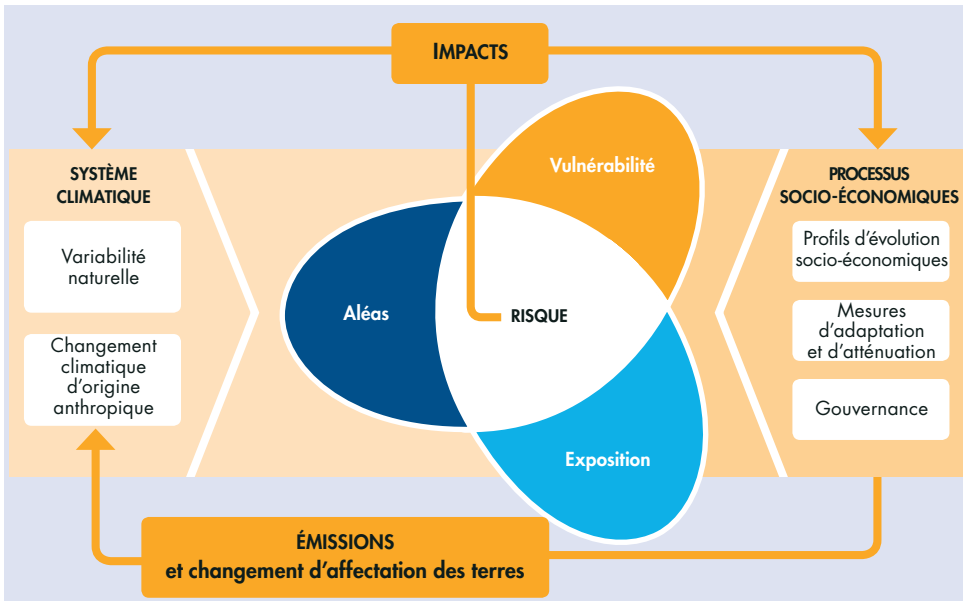 IMPACTS
SYSTÈME
CLIMATIQUE
Variabilité
naturelle
Changement
climatique
d'origine
anthropique
Vulnérabilité
Aléas
RISQUE
Exposition
PROCESSUS
SOCIO-ÉCONOMIQUES
Profils d'évolution
socio-économiques
Mesures
d'adaptation
et d'atténuation
Gouvernance
ÉMISSIONS
et changement d'affectation des terres